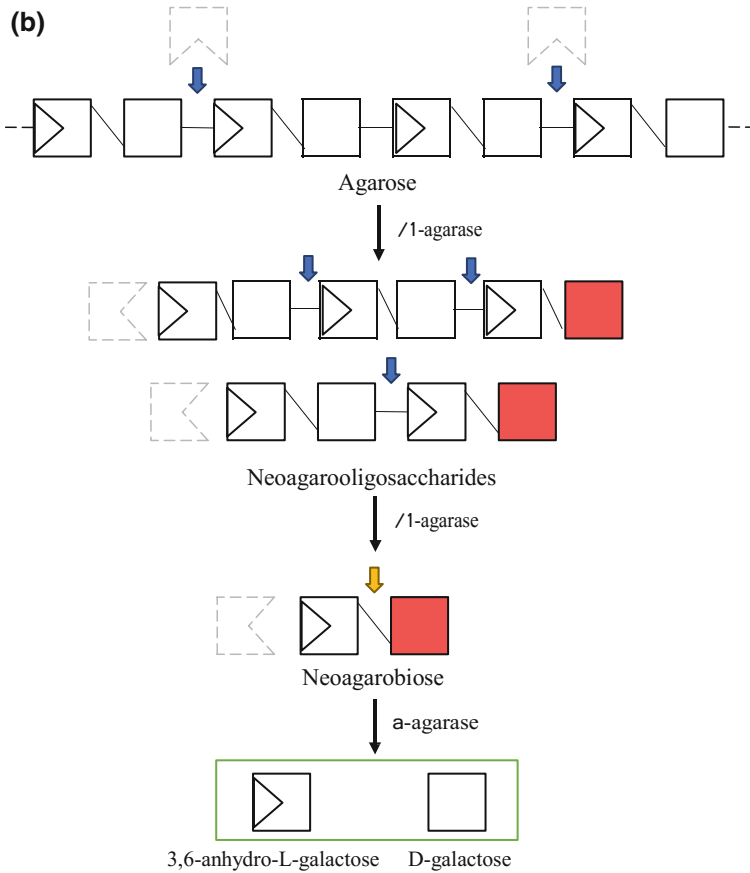 (b)
Agarose
/1-agarase
Neoagarooligosaccharides
/1-agarase
Neoagarobiose
a-agarase
3,6-anhydro-L-galactose D-galactose